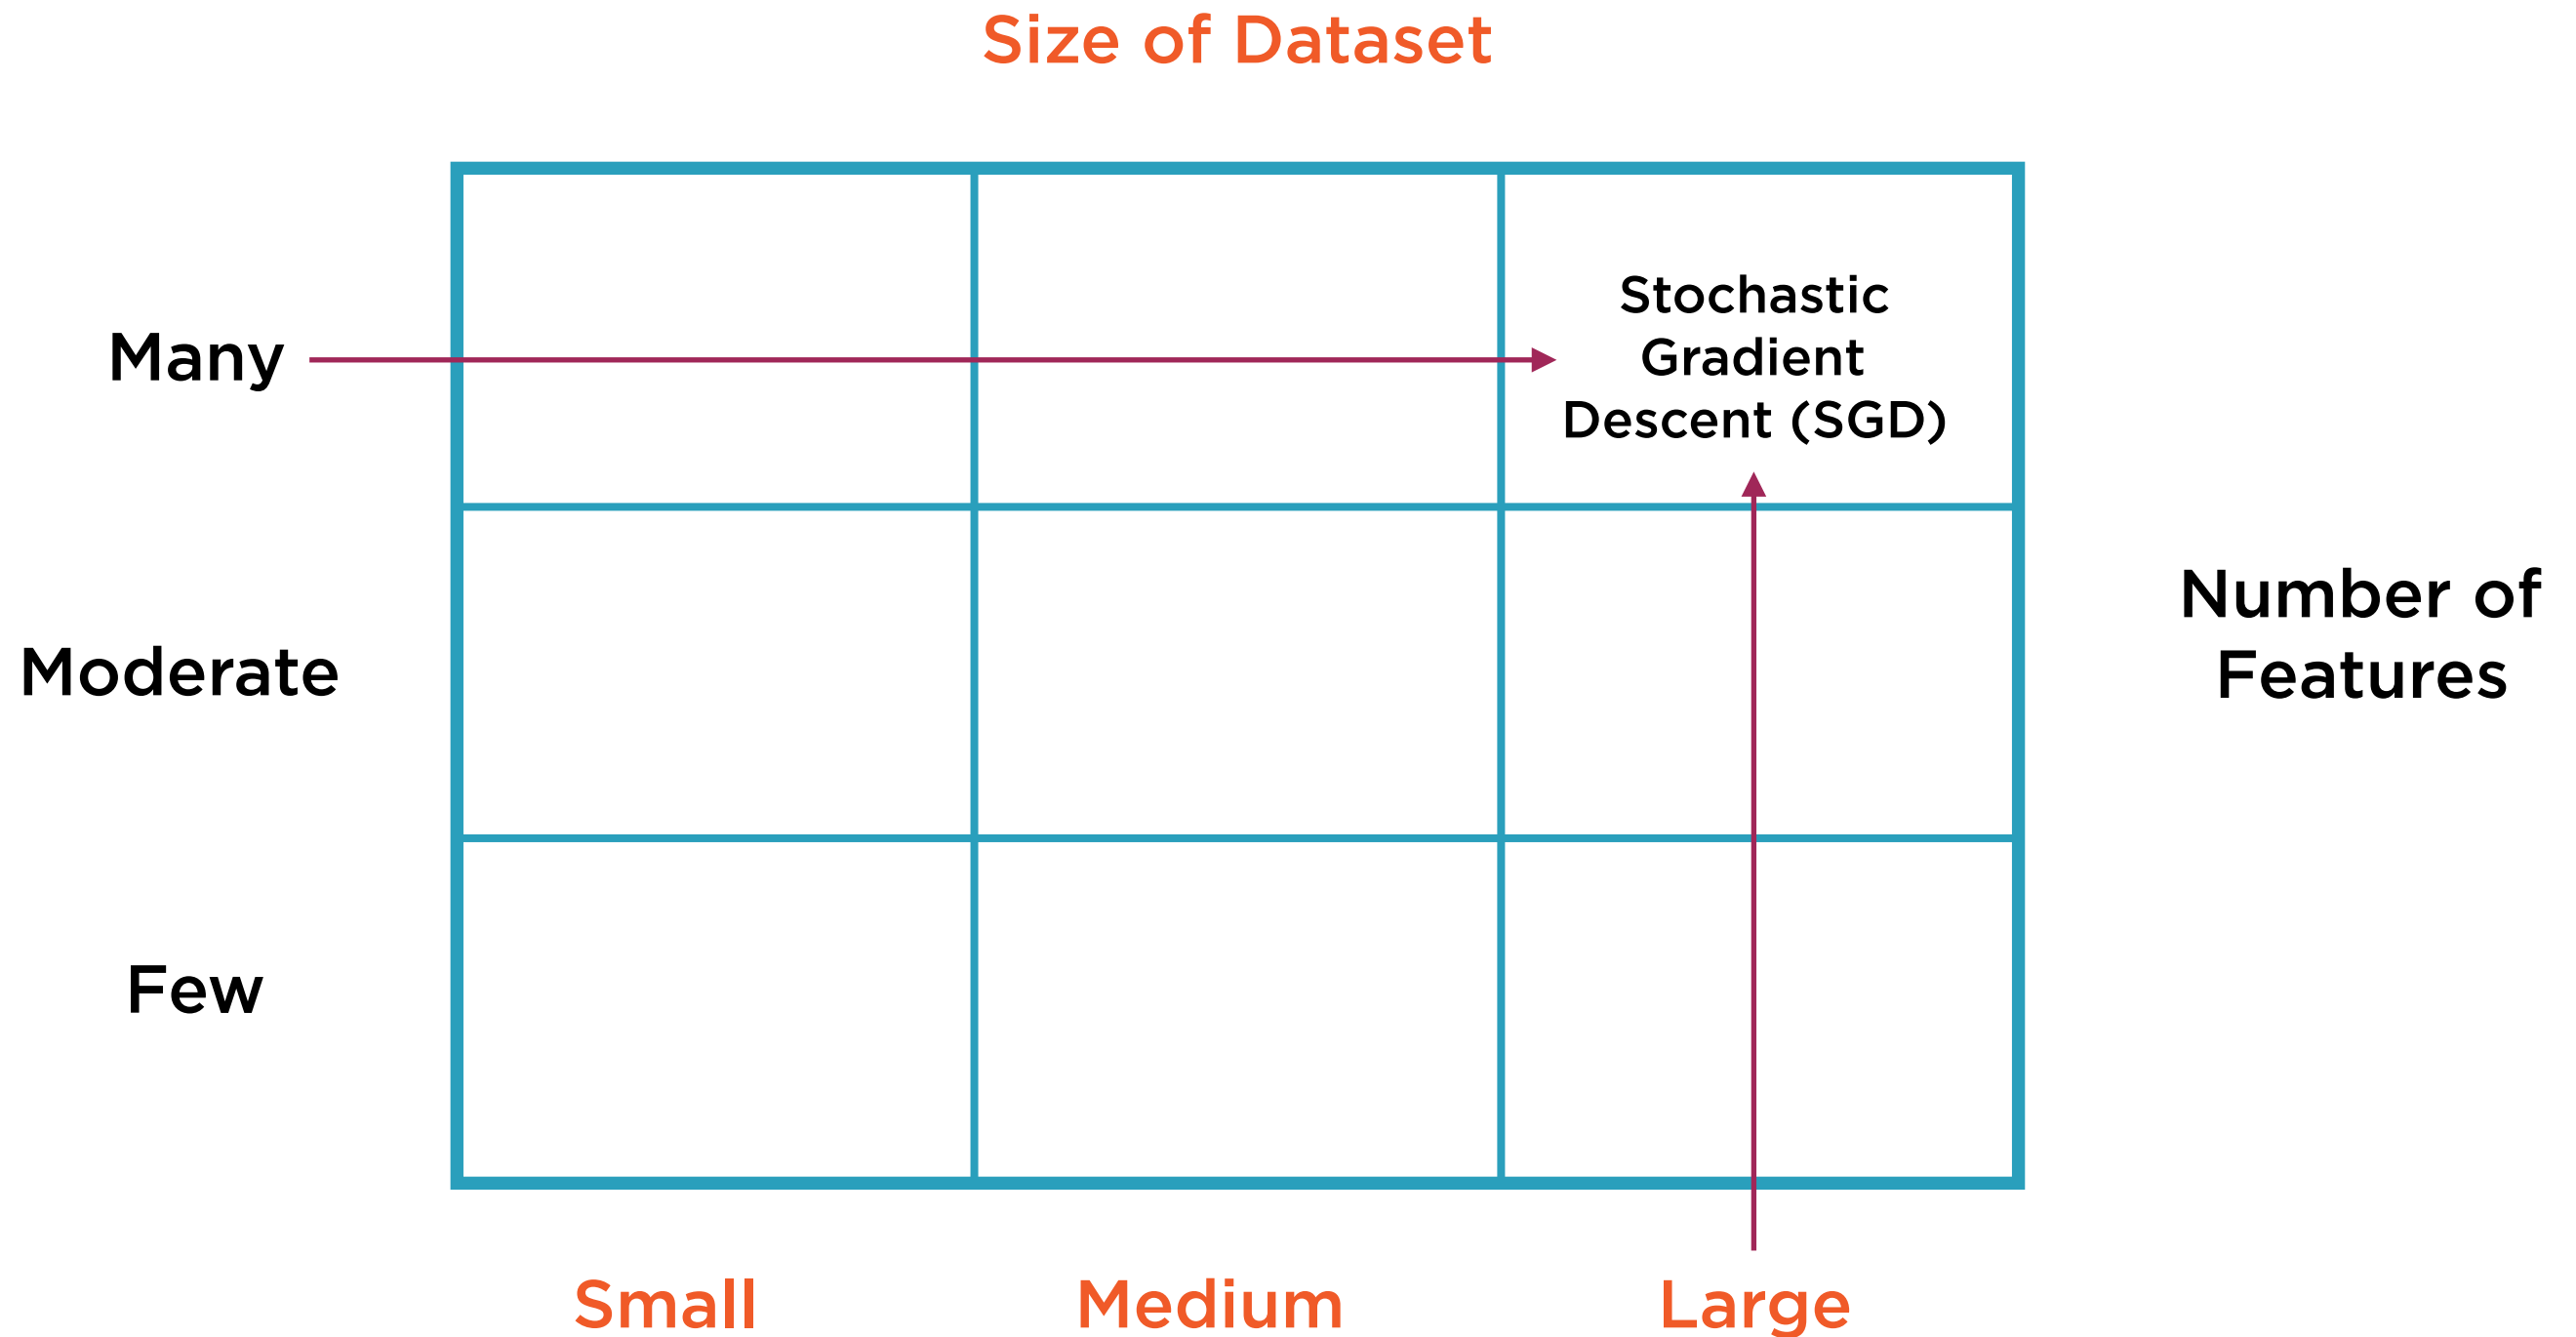 Size of Dataset
Many
Stochastic
Gradient
Descent (SGD)
Moderate
Number of
Features
Few
Small
Medium
Large